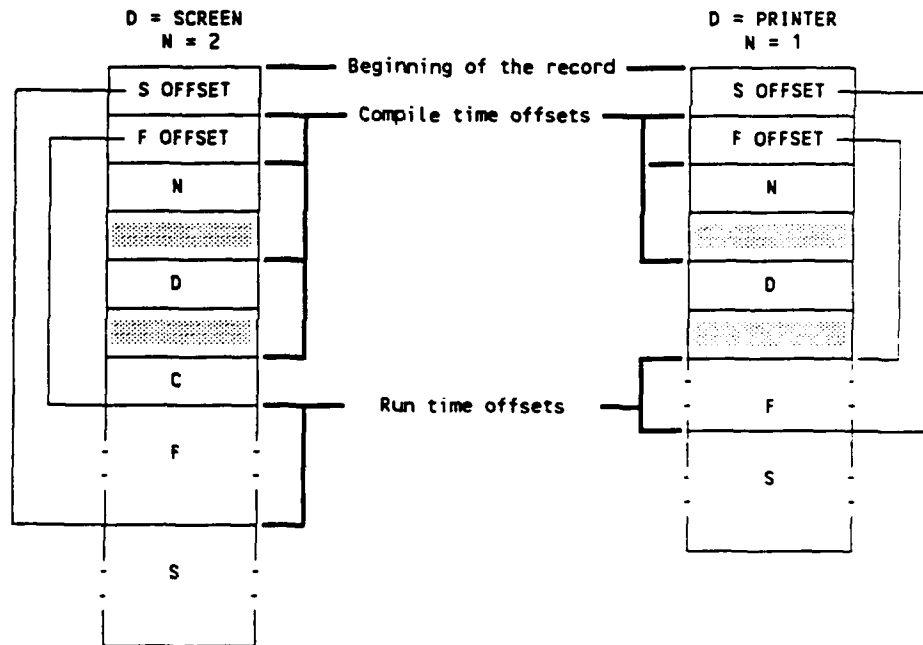 D = SCREEN
N = 2
D = PRINTER
N = 1
Beginning of the record
S OFFSET
S OFFSET
Compile time offsets
F OFFSET
F OFFSET
N
N
D
D
C
Run time offsets
F
F
S
S